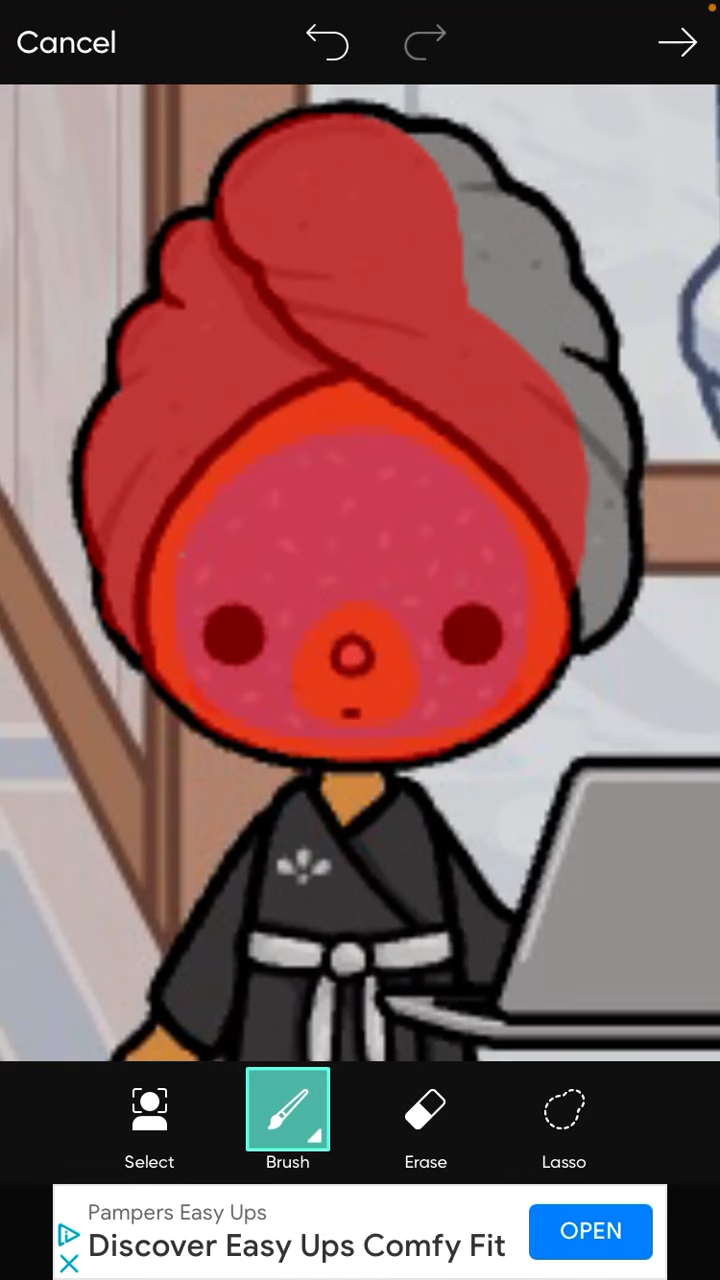 Cancel
Select
Brush
Erase
Lasso
Pampers Easy Ups
Discover Easy Ups Comfy Fit
OPEN